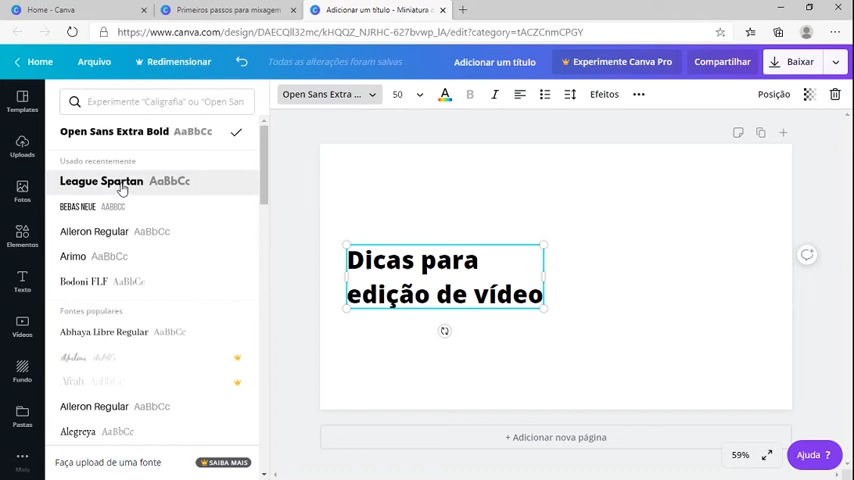 Home - Canva
Primeiros passos para mixagem
Adicionar um título - Miniatura c
https://www.canva.com/design/DAECQll32mc/kHQQZ_NJRHC-627bvwp_lA/edit?category=tACZCnmCPGY
Home
Arquivo
Redimensionar
Todas as alterações foram salvas
Adicionar um título
Experimente Canva Pro
Compartilhar
Baixar
Open Sans Extra ...
50
A
B
I
Efeitos
Posição
Templates
Uploads
Fotos
Elementos
Texto
Vídeos
Fundo
Pastas
Mais
Experimente "Caligrafia" ou "Open San
Open Sans Extra Bold AaBbCc
Usado recentemente
League Spartan AaBbCc
BEBAS NEUE AABBCC
Aileron Regular AaBbCc
Arimo AaBbCc
Bodoni FLF AaBbCc
Fontes populares
Abhaya Libre Regular AaBbCc
Aileron Regular AaBbCc
Alegreya AaBbCc
Faça upload de uma fonte
SAIBA MAIS
Dicas para
edição de vídeo
+ Adicionar nova página
59%
Ajuda ?